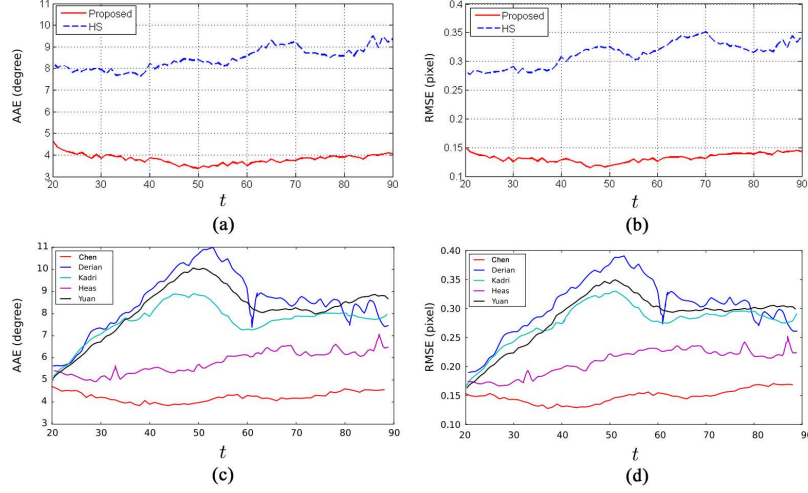 11
10
9
8
7
6
5
4
3
20 30 40 50 60 70 80 90
AAE (degree)
t
Proposed
HS
(a)
0.4
0.35
0.3
0.25
0.2
0.15
0.1
20 30 40 50 60 70 80 90
RMSE (pixel)
t
Proposed
HS
(b)
11
10
9
8
7
6
5
4
3
20 30 40 50 60 70 80 90
AAE (degree)
t
Chen
Derian
Kadri
Heas
Yuan
(c)
0.40
0.35
0.30
0.25
0.20
0.15
0.10
20 30 40 50 60 70 80 90
RMSE (pixel)
t
Chen
Derian
Kadri
Heas
Yuan
(d)